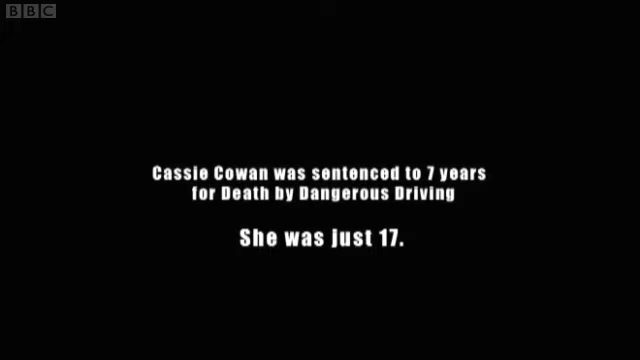 BBC
Cassie Cowan was sentenced to 7 years
for Death by Dangerous Driving
She was just 17.